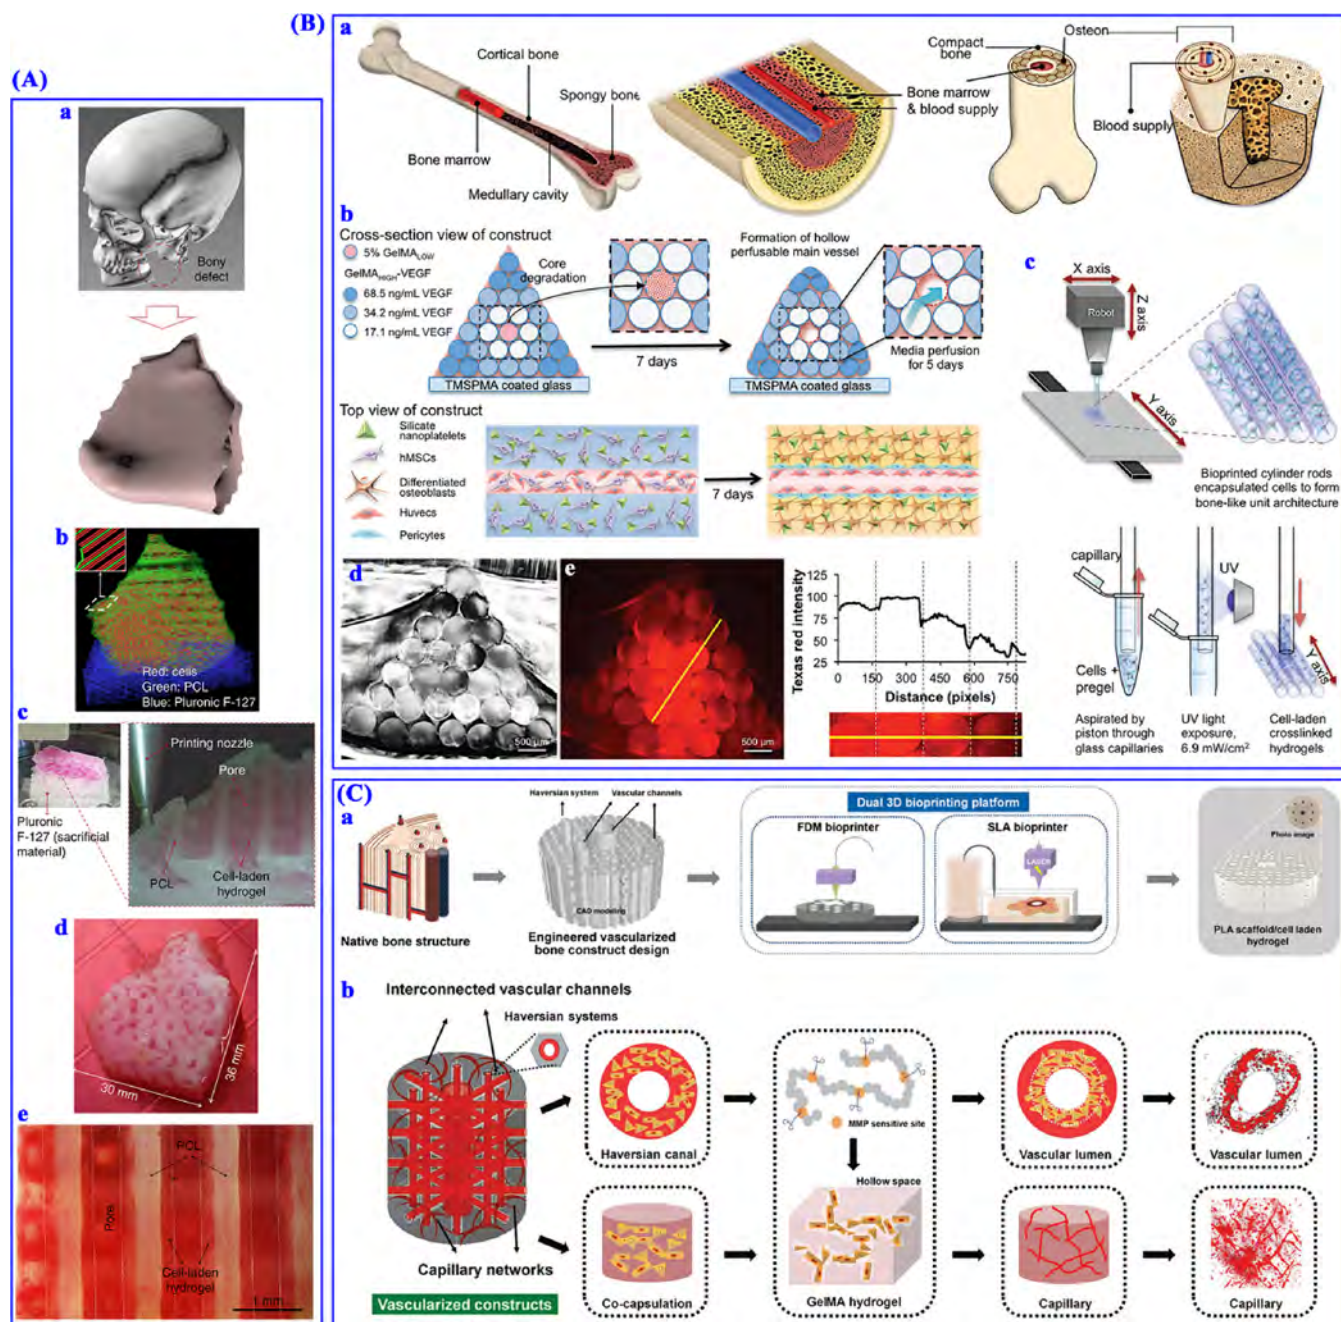 (A)
a
Bony
defect
b
Red: cells
Green: PCL
Blue: Pluronic F-127
c
Printing nozzle
Pore
Pluronic
F-127 (sacrificial
material)
PCL
Cell-laden
hydrogel
d
30 mm
36 mm
e
PCL
Pore
Cell-laden
hydrogel
1 mm
(B)
a
Cortical bone
Spongy bone
Bone marrow
Medullary cavity
Bone marrow
& blood supply
Compact
bone
Osteon
Blood supply
b
Cross-section view of construct
5% GelMALOW
GelMAHIGH-VEGF
68.5 ng/mL VEGF
34.2 ng/mL VEGF
17.1 ng/mL VEGF
Core
degradation
7 days
TMSPMA coated glass
Formation of hollow
perfusable main vessel
Media perfusion
for 5 days
TMSPMA coated glass
Top view of construct
Silicate
nanoplatelets
hMSCs
Differentiated
osteoblasts
Huvecs
Pericytes
7 days
c
X axis
Z axis
Robot
Y axis
Bioprinted cylinder rods
encapsulated cells to form
bone-like unit architecture
capillary
UV
Cells +
pregel
Y axis
Aspirated by
piston through
glass capillaries
UV light
exposure,
6.9 mW/cm²
Cell-laden
crosslinked
hydrogels
d
500 µm
e
500 µm
Texas red intensity
125
100
75
50
25
0 150 300 450 600 750
Distance (pixels)
(C)
a
Native bone structure
Haversian system
Vascular channels
CAD modeling
Engineered vascularized
bone construct design
Dual 3D bioprinting platform
FDM bioprinter
SLA bioprinter
LASER
Photo image
PLA scaffold/cell laden
hydrogel
b
Interconnected vascular channels
Haversian systems
Capillary networks
Vascularized constructs
Haversian canal
Co-capsulation
MMP sensitive site
Hollow space
GelMA hydrogel
Vascular lumen
Capillary
Vascular lumen
Capillary